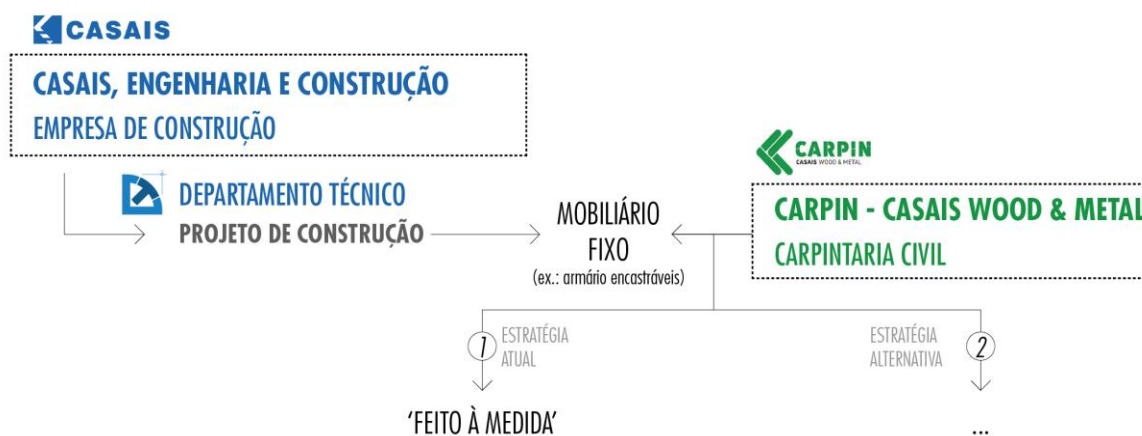 CASAIS
CASAIS, ENGENHARIA E CONSTRUÇÃO
EMPRESA DE CONSTRUÇÃO
DEPARTAMENTO TÉCNICO
PROJETO DE CONSTRUÇÃO
MOBILIÁRIO
FIXO
(ex.: armário encastráveis)
CARPIN
CASAIS WOOD & METAL
CARPIN - CASAIS WOOD & METAL
CARPINTARIA CIVIL
1
ESTRATÉGIA
ATUAL
'FEITO À MEDIDA'
ESTRATÉGIA
ALTERNATIVA
2
...